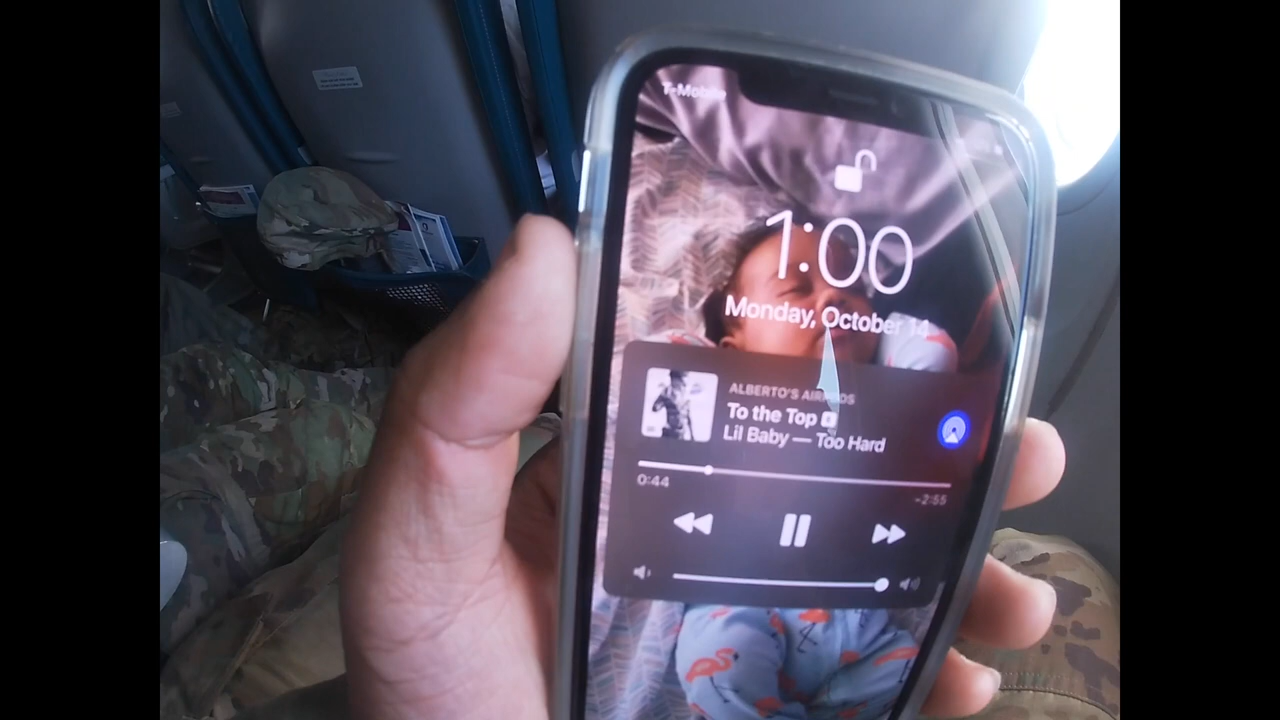 T-Mobile
1:00
Monday, October 14
ALBERTO'S AIRPODS
To the Top E
Lil Baby — Too Hard
0:44
-2:55